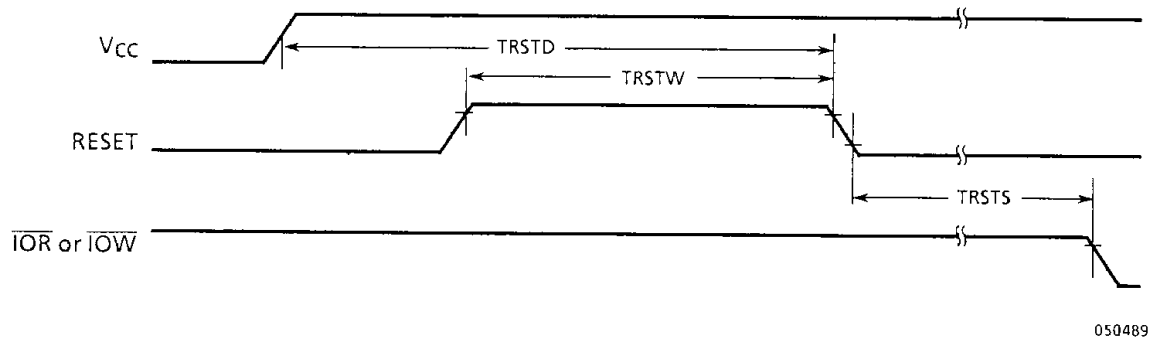 VCC
TRSTD
TRSTW
RESET
TRSTS
IOR or IOW
050489